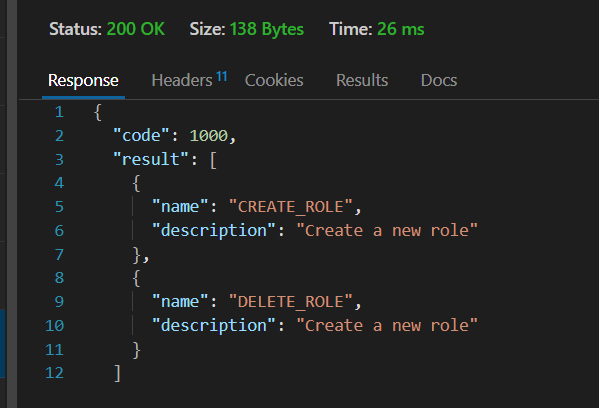 Status: 200 OK Size: 138 Bytes Time: 26 ms
Response Headers 11 Cookies Results Docs
1 {
2 "code": 1000,
3 "result": [
4 {
5 "name": "CREATE_ROLE",
6 "description": "Create a new role"
7 },
8 {
9 "name": "DELETE_ROLE",
10 "description": "Create a new role"
11 }
12 ]